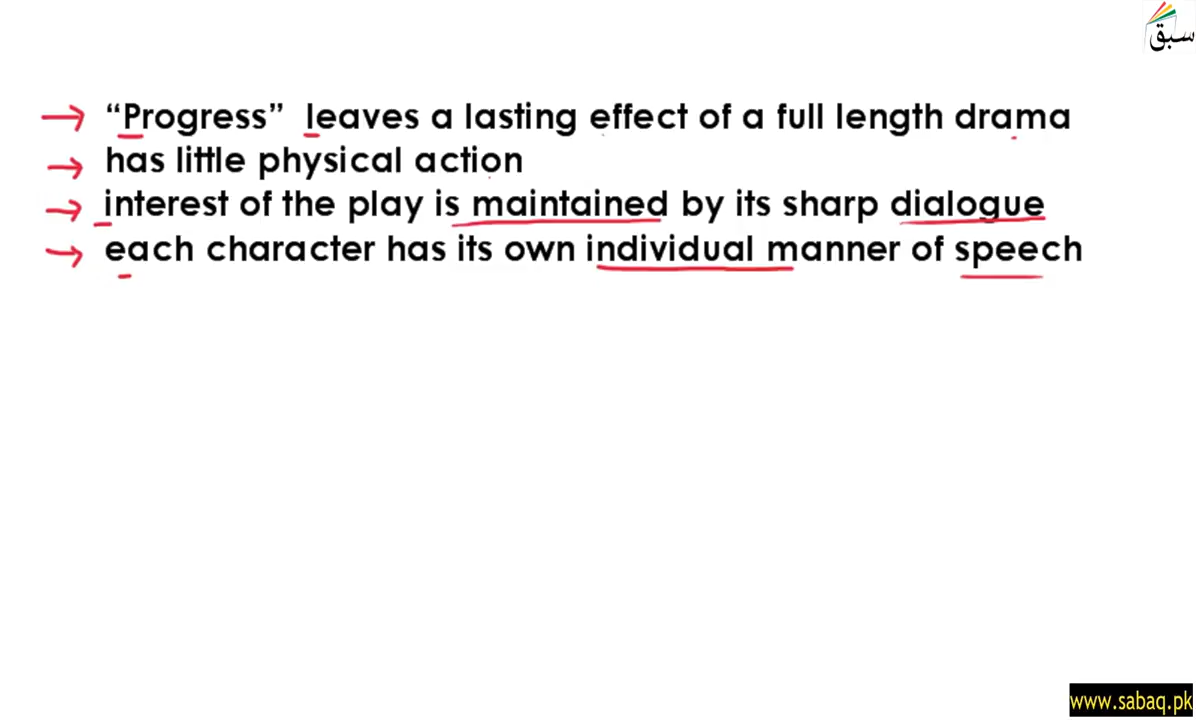 سبق
“Progress” leaves a lasting effect of a full length drama
has little physical action
interest of the play is maintained by its sharp dialogue
each character has its own individual manner of speech
www.sabaq.pk